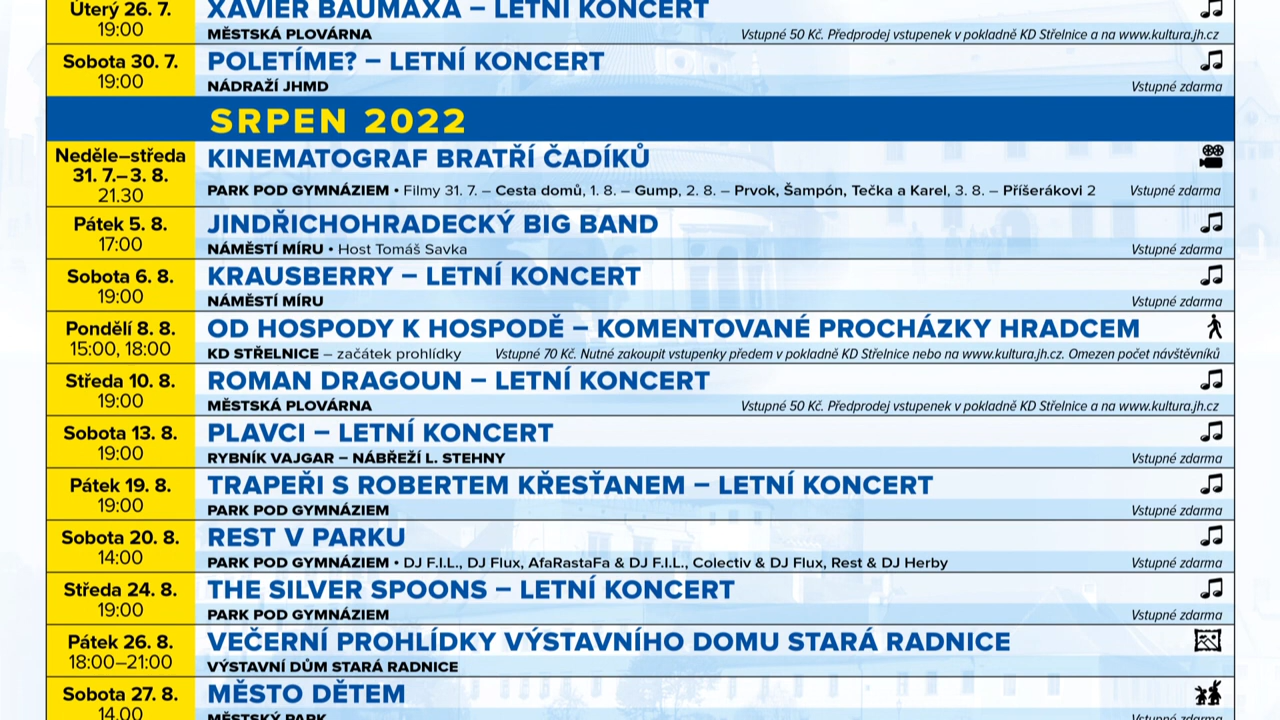 Úterý 26. 7. XAVIER BAUMAXA – LETNÍ KONCERT
19:00 MĚSTSKÁ PLOVÁRNA Vstupné 50 Kč. Předprodej vstupenek v pokladně KD Střelnice a na www.kultura.jh.cz
Sobota 30. 7. POLETÍME? – LETNÍ KONCERT
19:00 NÁDRAŽÍ JHMD Vstupné zdarma
SRPEN 2022
Neděle–středa KINEMATOGRAF BRATŘÍ ČADÍKŮ
31. 7.– 3. 8.
21.30 PARK POD GYMNÁZIEM • Filmy 31. 7. – Cesta domů, 1. 8. – Gump, 2. 8. – Prvok, Šampón, Tečka a Karel, 3. 8. – Příšerákovi 2 Vstupné zdarma
Pátek 5. 8. JINDŘICHOHRADECKÝ BIG BAND
17:00 NÁMĚSTÍ MÍRU • Host Tomáš Savka Vstupné zdarma
Sobota 6. 8. KRAUSBERRY – LETNÍ KONCERT
19:00 NÁMĚSTÍ MÍRU Vstupné zdarma
Pondělí 8. 8. OD HOSPODY K HOSPODĚ – KOMENTOVANÉ PROCHÁZKY HRADCEM
15:00, 18:00 KD STŘELNICE – začátek prohlídky Vstupné 70 Kč. Nutné zakoupit vstupenky předem v pokladně KD Střelnice nebo na www.kultura.jh.cz. Omezen počet návštěvníků
Středa 10. 8. ROMAN DRAGOUN – LETNÍ KONCERT
19:00 MĚSTSKÁ PLOVÁRNA Vstupné 50 Kč. Předprodej vstupenek v pokladně KD Střelnice a na www.kultura.jh.cz
Sobota 13. 8. PLAVCI – LETNÍ KONCERT
19:00 RYBNÍK VAJGAR – NÁBŘEŽÍ L. STEHNY Vstupné zdarma
Pátek 19. 8. TRAPEŘI S ROBERTEM KŘESŤANEM – LETNÍ KONCERT
19:00 PARK POD GYMNÁZIEM Vstupné zdarma
Sobota 20. 8. REST V PARKU
14:00 PARK POD GYMNÁZIEM • DJ F.I.L., DJ Flux, AfaRastaFa & DJ F.I.L., Colectiv & DJ Flux, Rest & DJ Herby Vstupné zdarma
Středa 24. 8. THE SILVER SPOONS – LETNÍ KONCERT
19:00 PARK POD GYMNÁZIEM Vstupné zdarma
Pátek 26. 8. VEČERNÍ PROHLÍDKY VÝSTAVNÍHO DOMU STARÁ RADNICE
18:00–21:00 VÝSTAVNÍ DŮM STARÁ RADNICE
Sobota 27. 8. MĚSTO DĚTEM
14.00 MĚSTSKÝ PARK Vstupné zdarma